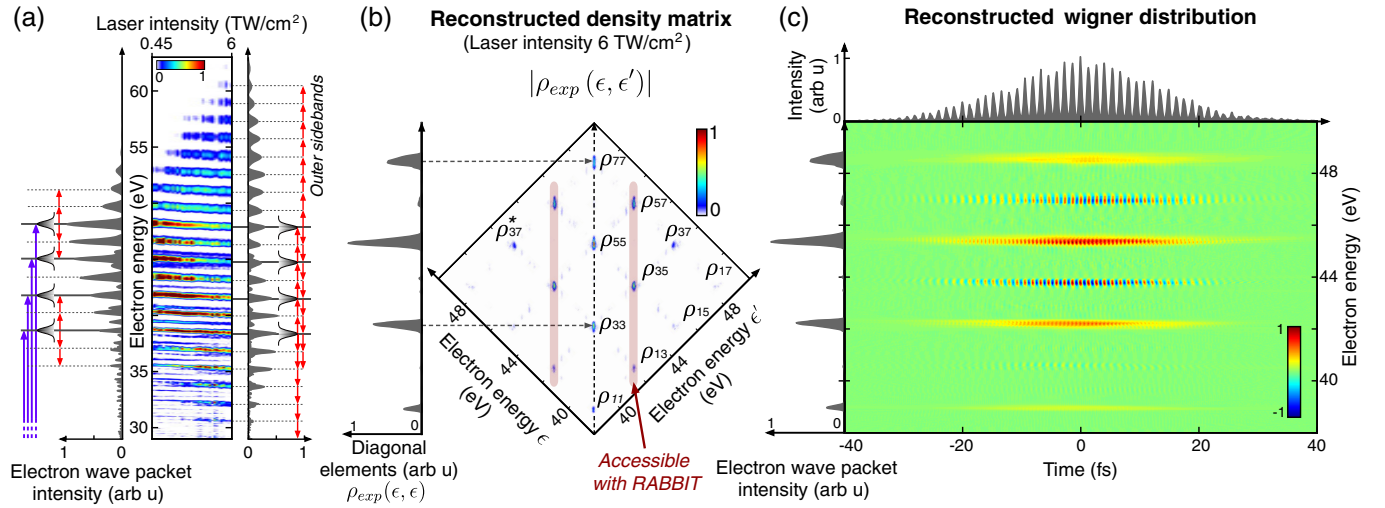 (a)
Laser intensity (TW/cm²)
0.45
6
0
1
60
55
Electron energy (eV)
35
30
Outer sidebands
1
0
0
1
Electron wave packet
intensity (arb u)
(b)
Reconstructed density matrix
(Laser intensity 6 TW/cm²)
|ρexp (ϵ, ϵ′)|
1
0
ρ77
ρ57
ρ*37
ρ55
ρ37
ρ35
ρ17
ρ33
ρ15
ρ13
ρ11
48
44
40
Electron energy ϵ
(eV)
40
44
48
Electron energy ϵ′
(eV)
1
0
Diagonal
elements (arb u)
ρexp(ϵ, ϵ)
Accessible
with RABBIT
(c)
Reconstructed wigner distribution
Intensity
(arb u)
1
0
48
44
40
Electron energy (eV)
1
-1
1
0
-40
-20
0
20
40
Electron wave packet
intensity (arb u)
Time (fs)